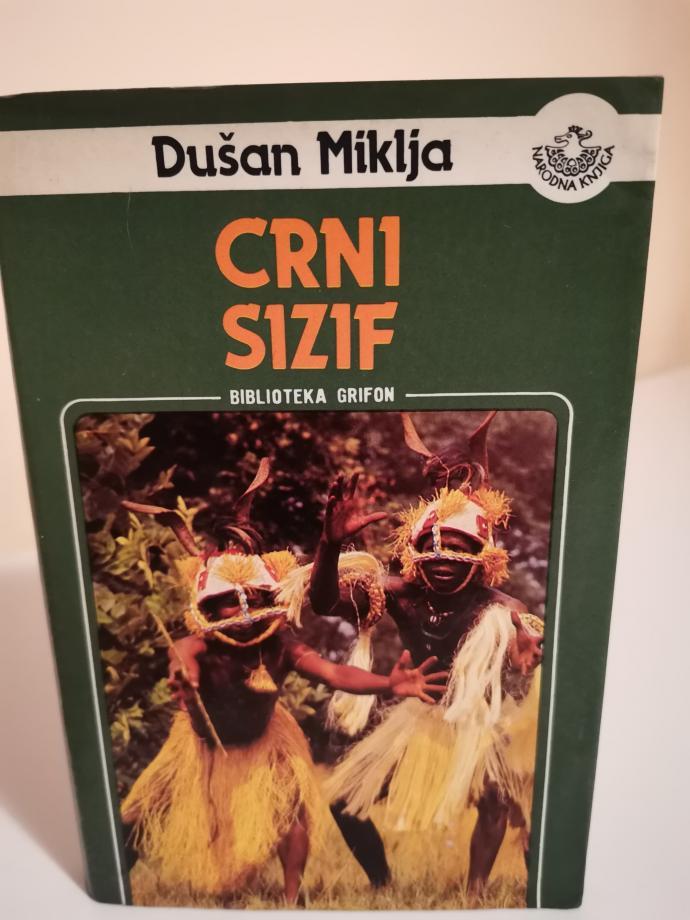 Dušan Miklja
NARODNA KNJIGA
CRNI
SIZIF
BIBLIOTEKA GRIFON